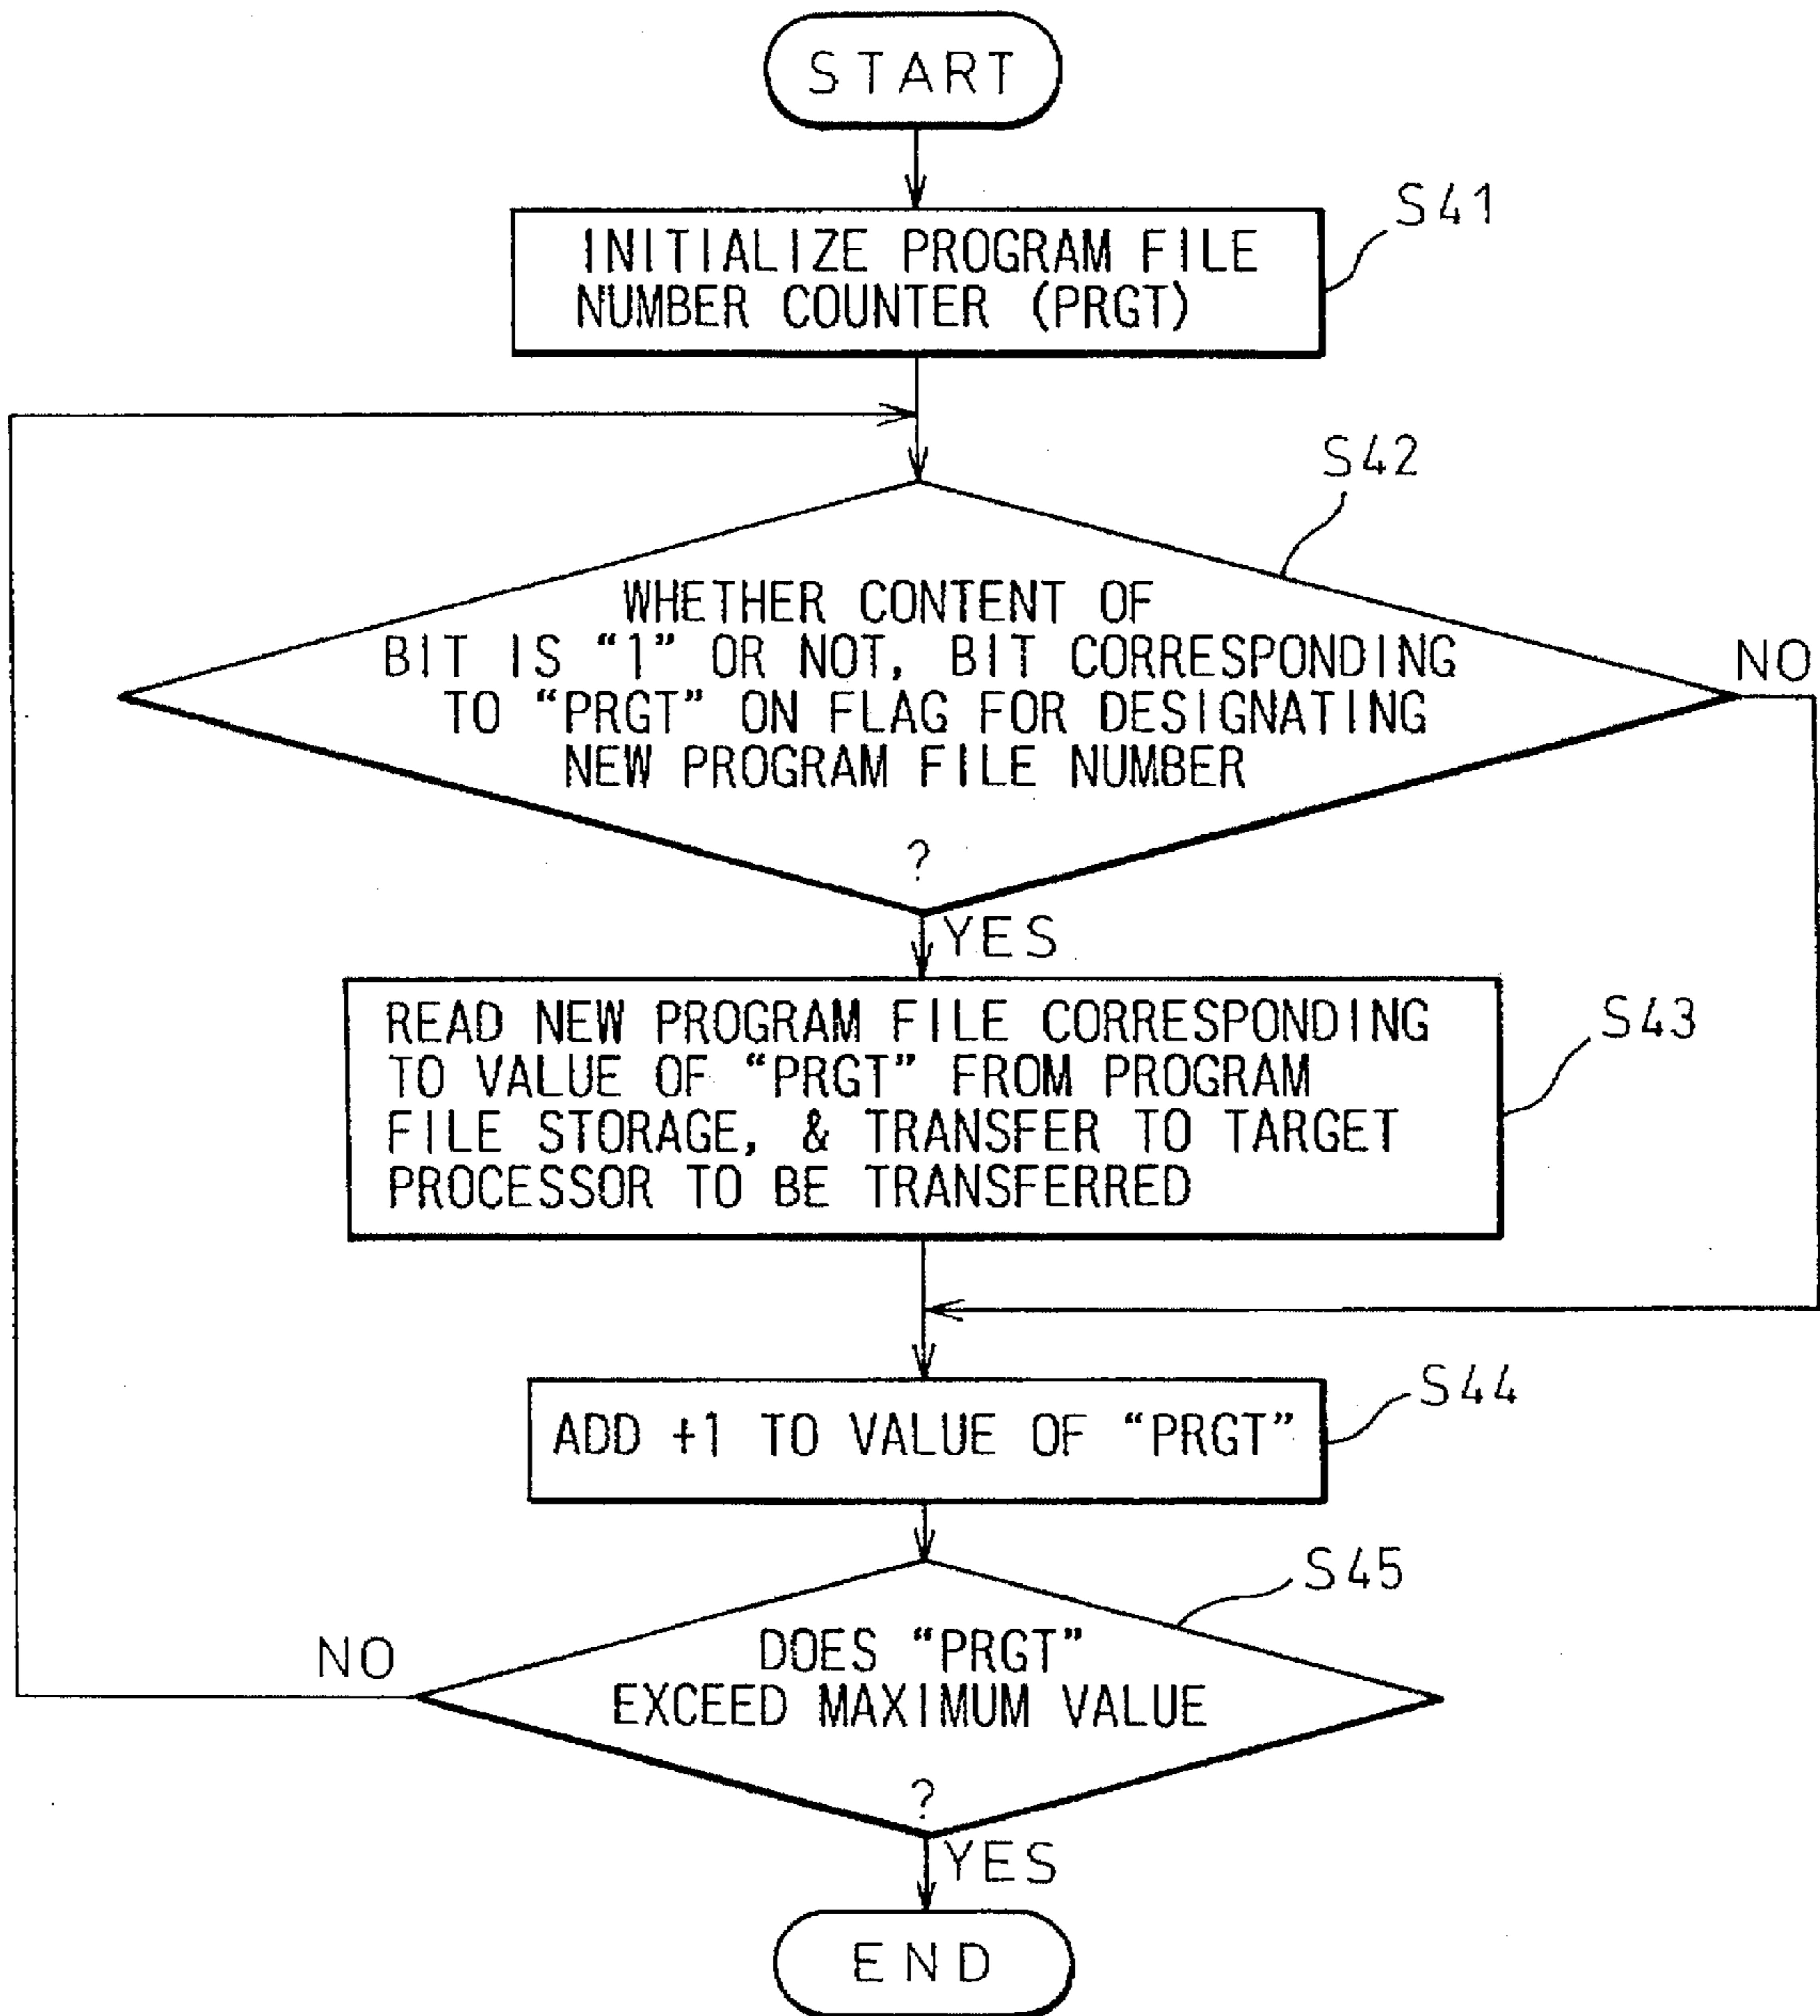 START
S41
INITIALIZE PROGRAM FILE
NUMBER COUNTER (PRGT)
S42
WHETHER CONTENT OF
BIT IS “1” OR NOT, BIT CORRESPONDING
TO “PRGT” ON FLAG FOR DESIGNATING
NEW PROGRAM FILE NUMBER
?
NO
YES
READ NEW PROGRAM FILE CORRESPONDING
TO VALUE OF “PRGT” FROM PROGRAM
FILE STORAGE, & TRANSFER TO TARGET
PROCESSOR TO BE TRANSFERRED
S43
S44
ADD +1 TO VALUE OF “PRGT”
S45
DOES “PRGT”
EXCEED MAXIMUM VALUE
?
NO
YES
END